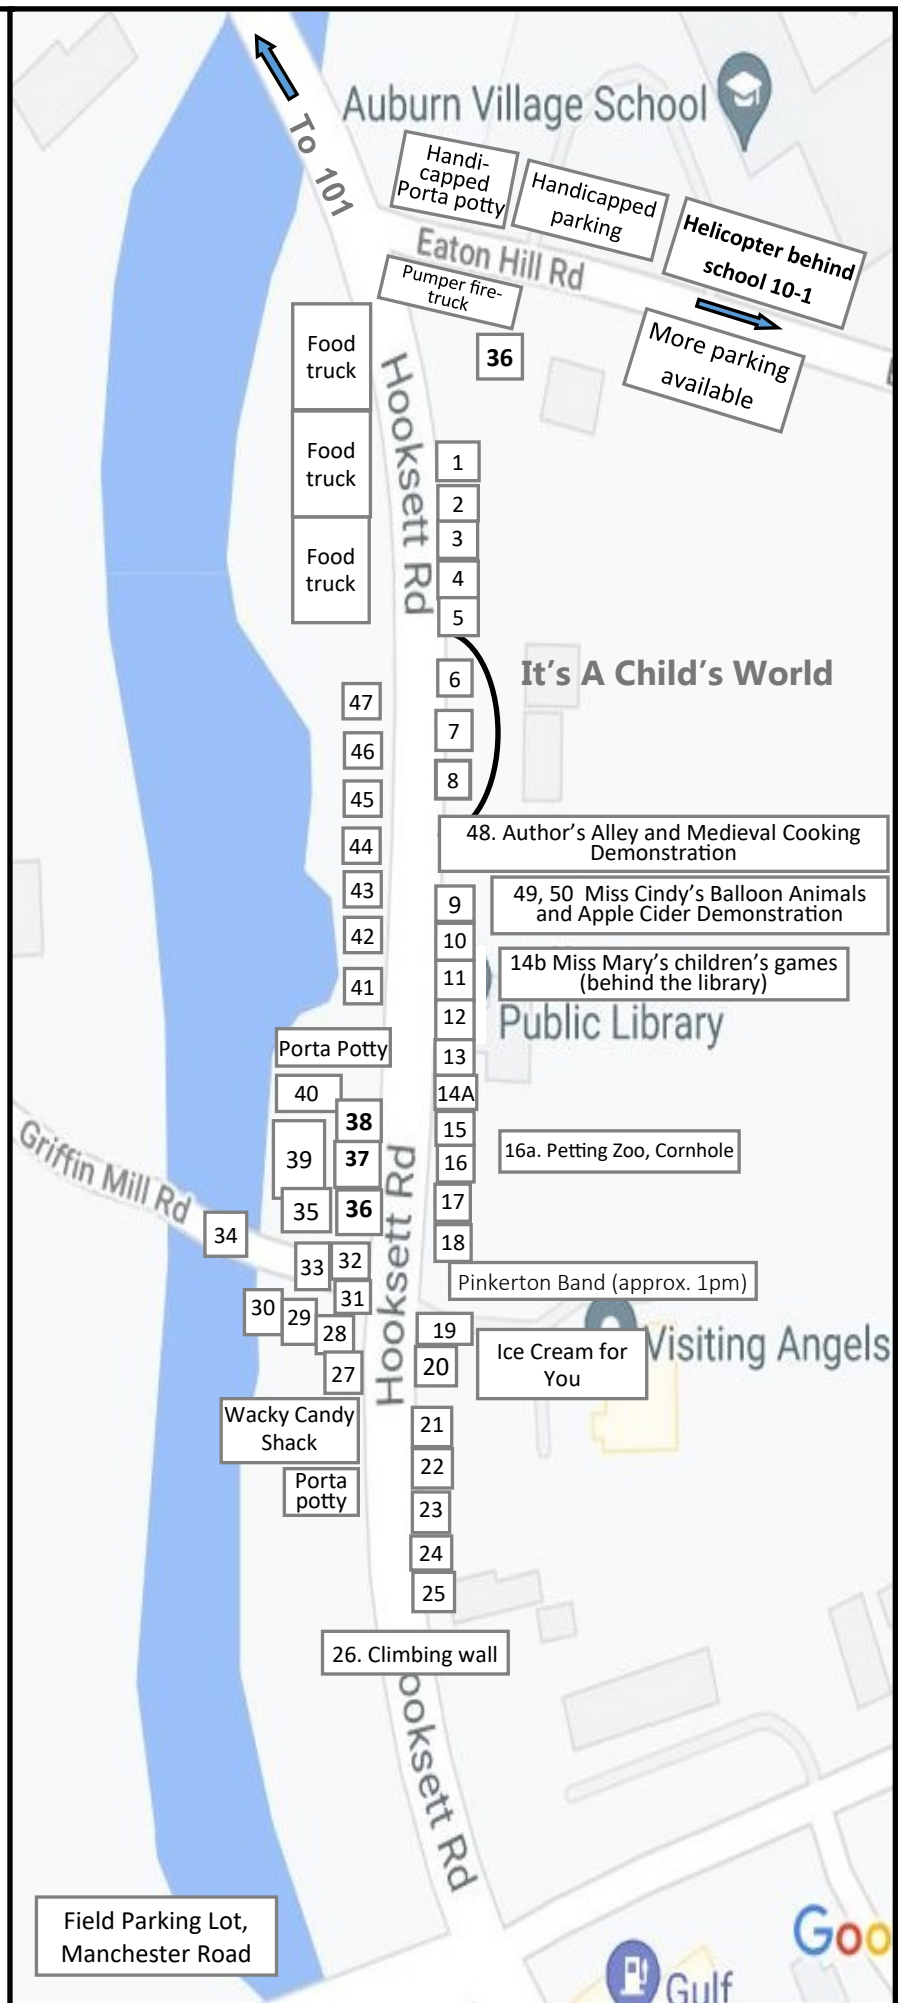 Auburn Village School
To 101
Handi-
capped
Porta potty
Handicapped
parking
Helicopter behind
school 10-1
Eaton Hill Rd
Pumper fire-
truck
More parking
available
36
Food
truck
Food
truck
Food
truck
Hooksett Rd
1
2
3
4
5
6
7
8
It's A Child's World
47
46
45
44
43
42
41
48. Author's Alley and Medieval Cooking
Demonstration
49, 50  Miss Cindy's Balloon Animals
and Apple Cider Demonstration
14b Miss Mary's children's games
(behind the library)
Public Library
9
10
11
12
13
14A
15
16
17
18
16a. Petting Zoo, Cornhole
Porta Potty
40
38
39
37
35
36
Griffin Mill Rd
34
33
32
31
30
29
28
27
Hooksett Rd
Pinkerton Band (approx. 1pm)
19
20
Ice Cream for
You
Visiting Angels
Wacky Candy
Shack
Porta
potty
21
22
23
24
25
26. Climbing wall
ooksett Rd
Field Parking Lot,
Manchester Road
Goo
Gulf